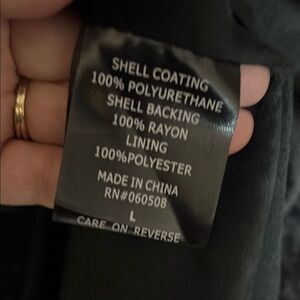 SHELL COATING
100% POLYURETHANE
SHELL BACKING
100% RAYON
LINING
100%POLYESTER
MADE IN CHINA
RN#060508
L
CARE ON REVERSE